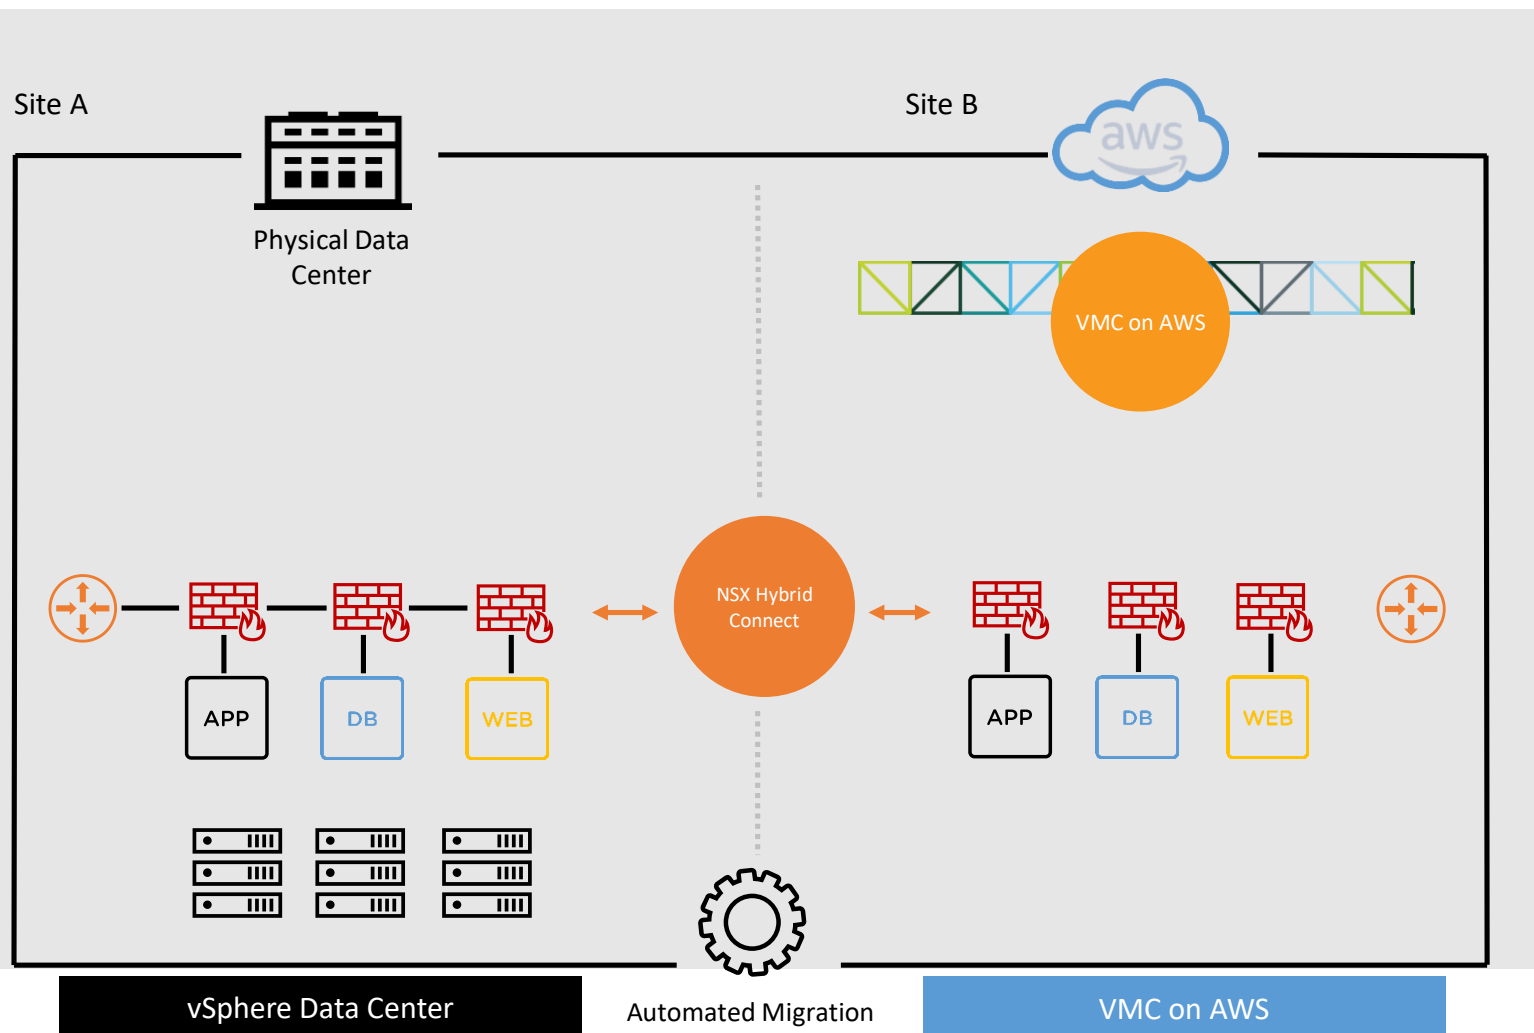 Site A
Site B
aws
Physical Data
Center
VMC on AWS
NSX Hybrid
Connect
APP
DB
WEB
APP
DB
WEB
vSphere Data Center
Automated Migration
VMC on AWS